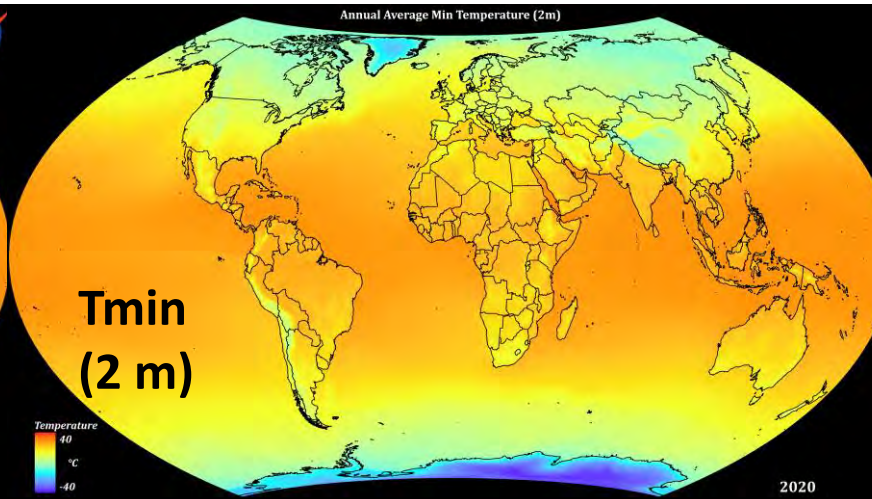 Annual Average Min Temperature (2m)
Tmin
(2 m)
Temperature
40
°C
-40
2020